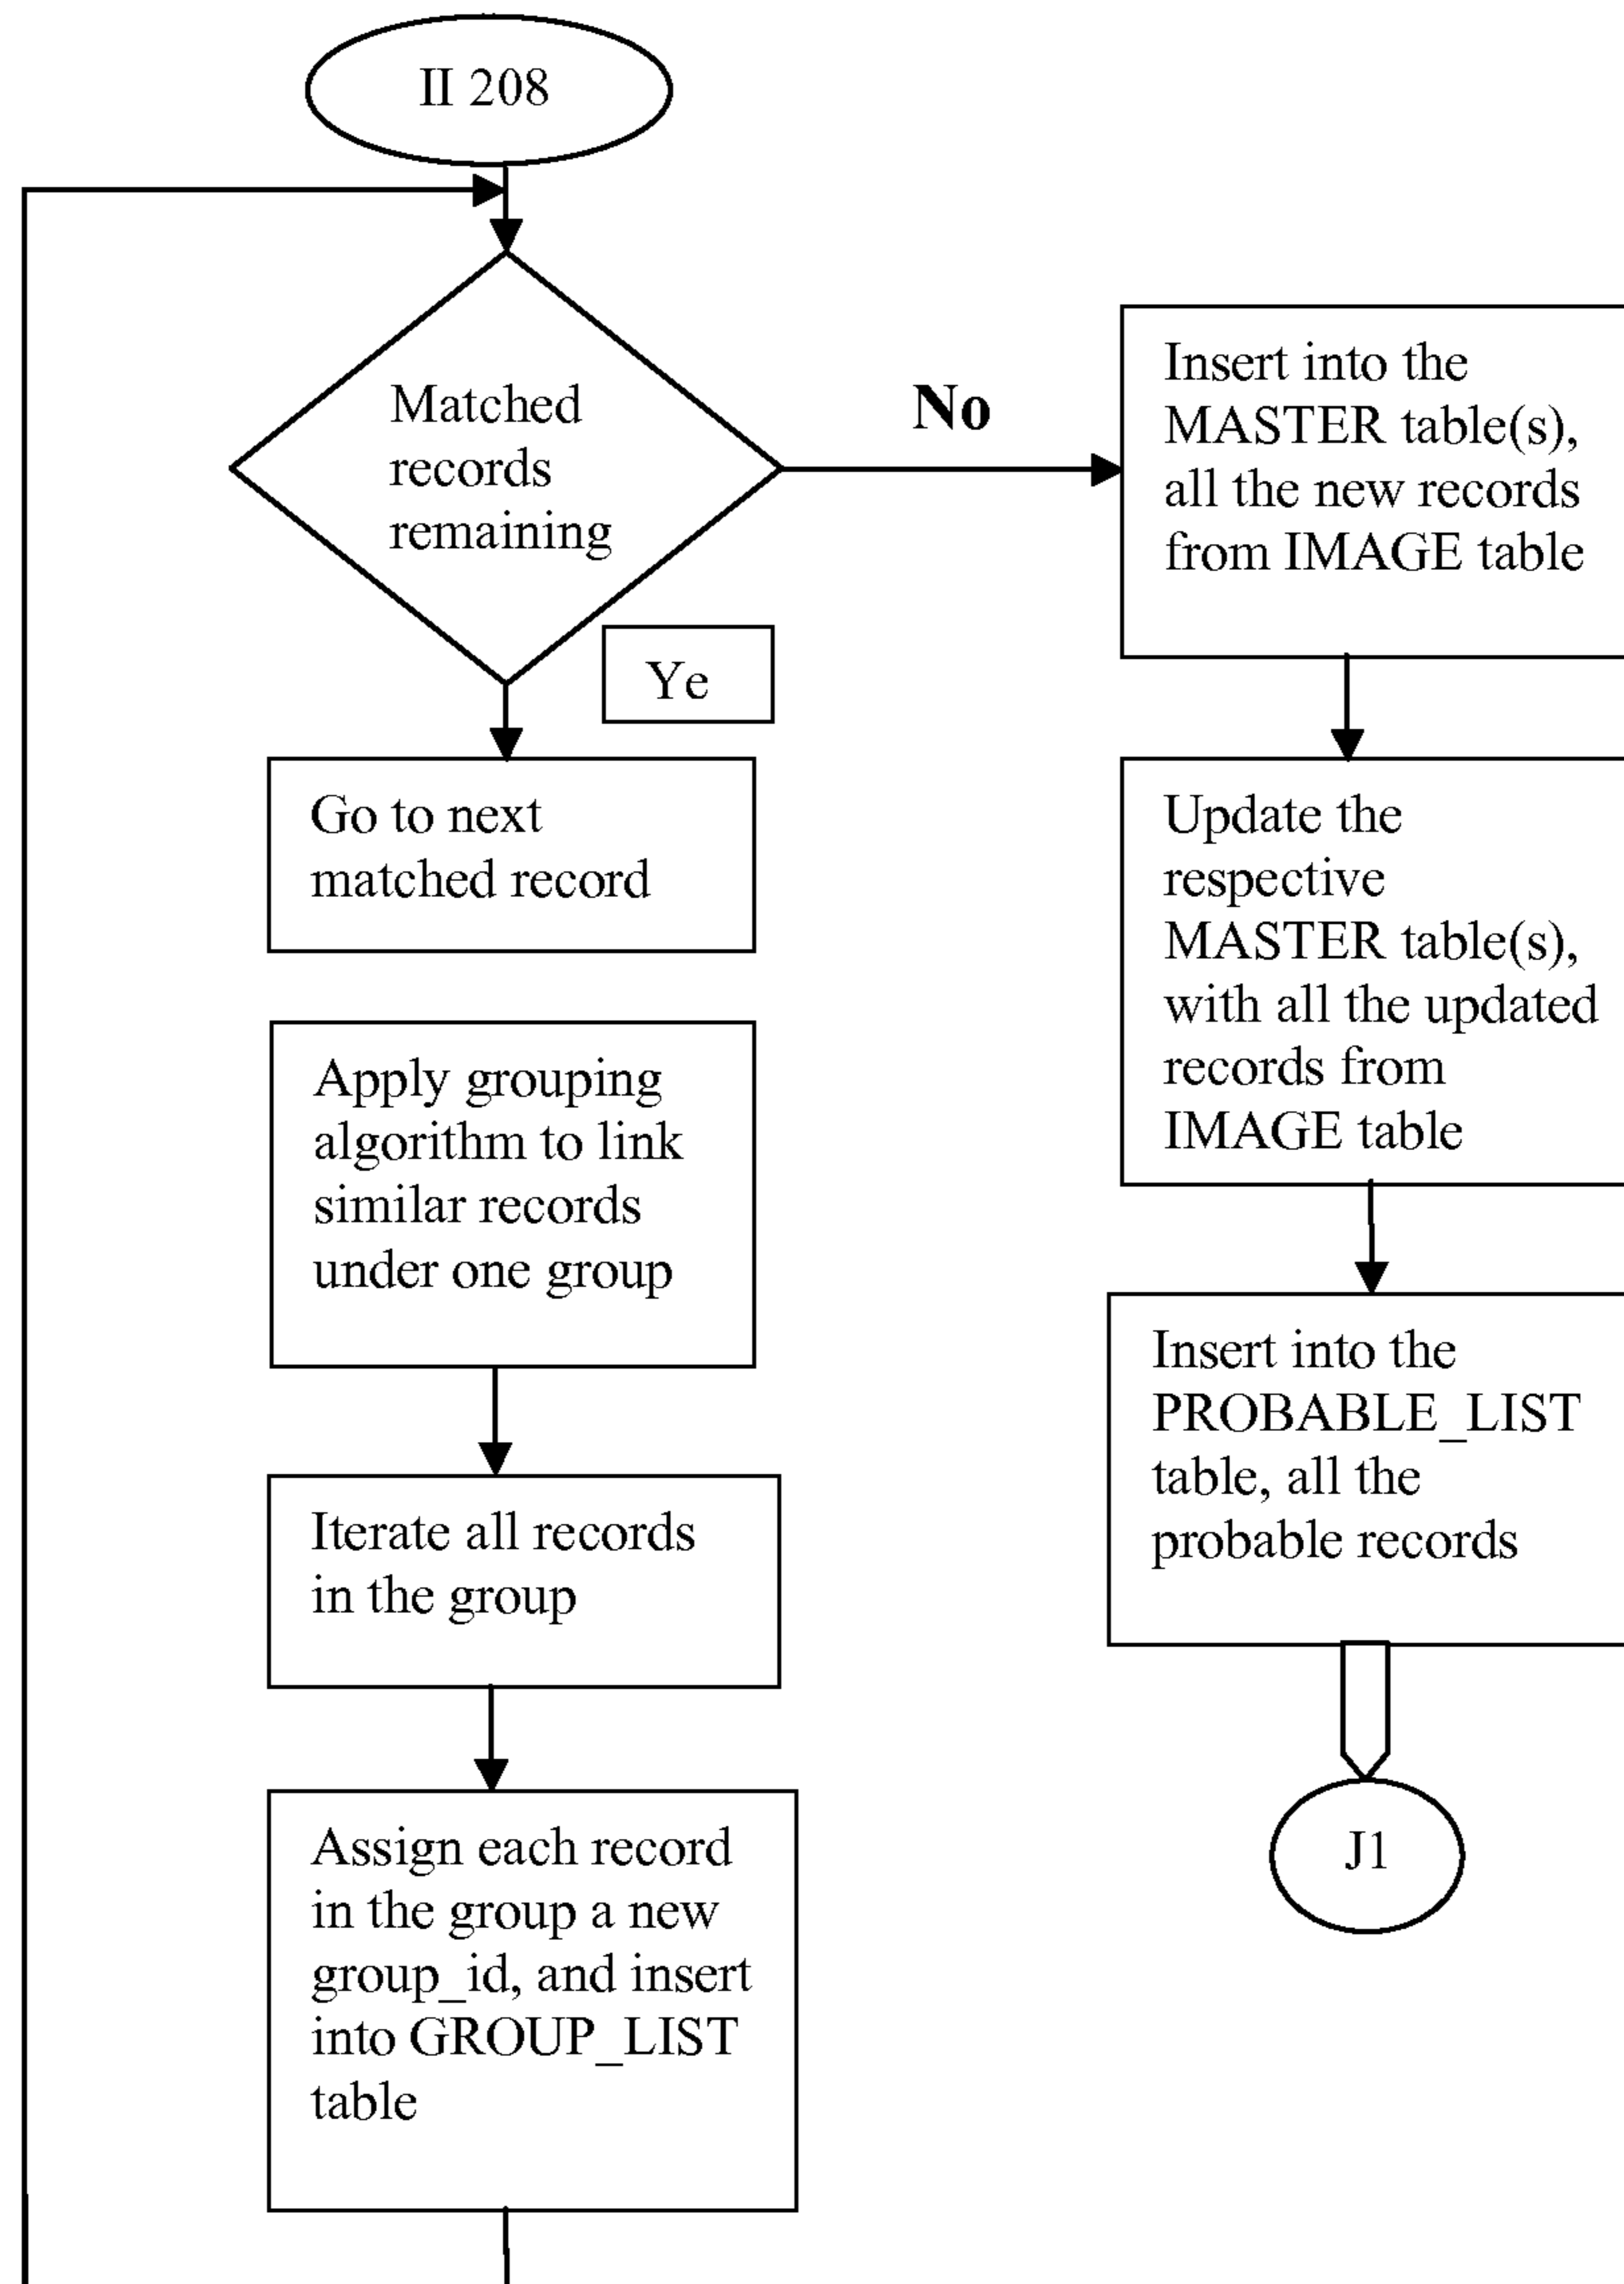 II 208
Matched
records
remaining
No
Ye
Go to next
matched record
Apply grouping
algorithm to link
similar records
under one group
Iterate all records
in the group
Assign each record
in the group a new
group_id, and insert
into GROUP_LIST
table
Insert into the
MASTER table(s),
all the new records
from IMAGE table
Update the
respective
MASTER table(s),
with all the updated
records from
IMAGE table
Insert into the
PROBABLE_LIST
table, all the
probable records
J1